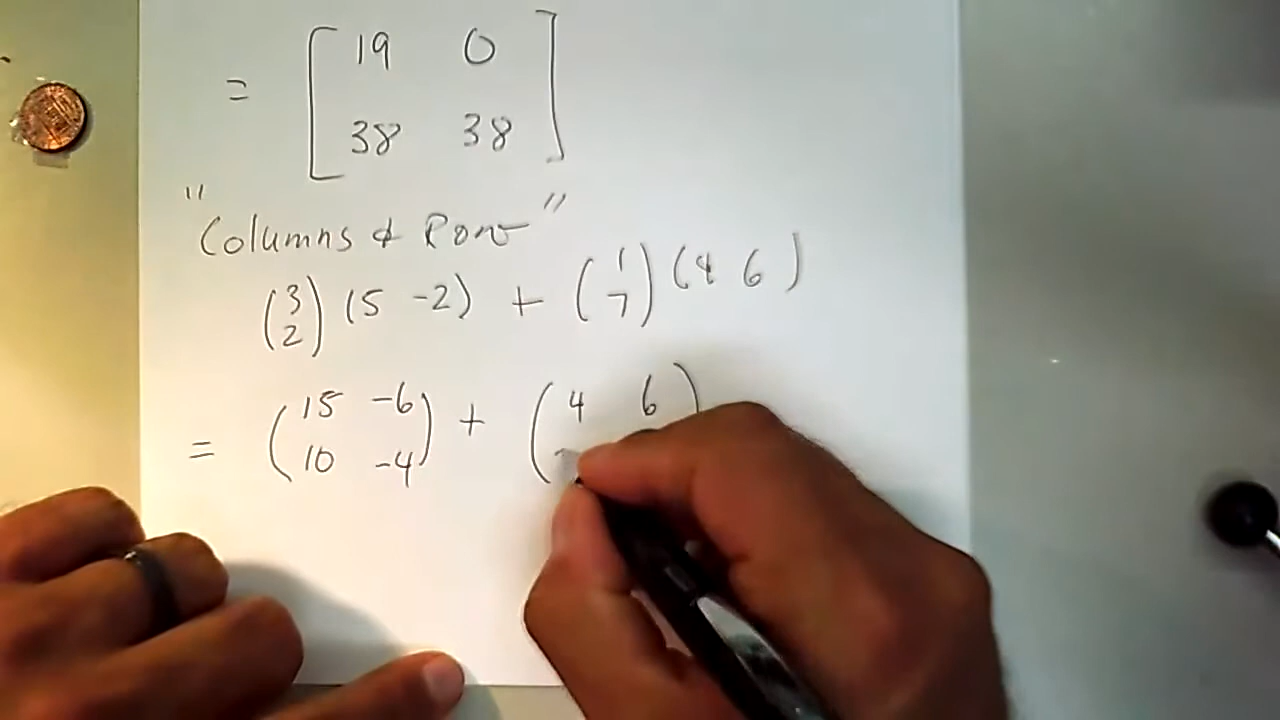 19 0
=
38 38
"Columns & Rows"
(3 2) (5 -2) + (1 7) (4 6)
15 -6 4 6
= ( ) + (
10 -4